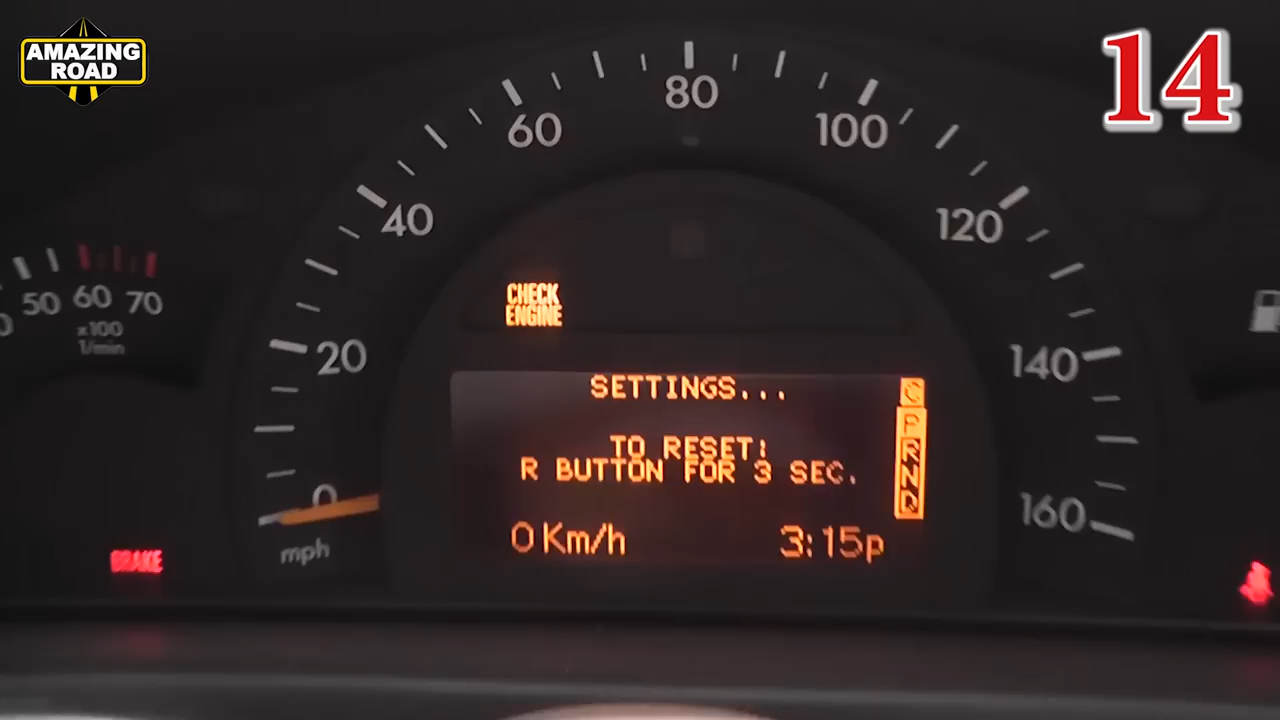 AMAZING
ROAD
14
0
20
40
60
80
100
120
140
160
mph
50 60 70
x100
1/min
CHECK
ENGINE
SETTINGS...
TO RESET:
R BUTTON FOR 3 SEC.
0 Km/h
3:15p
C
P
R
N
D
BRAKE